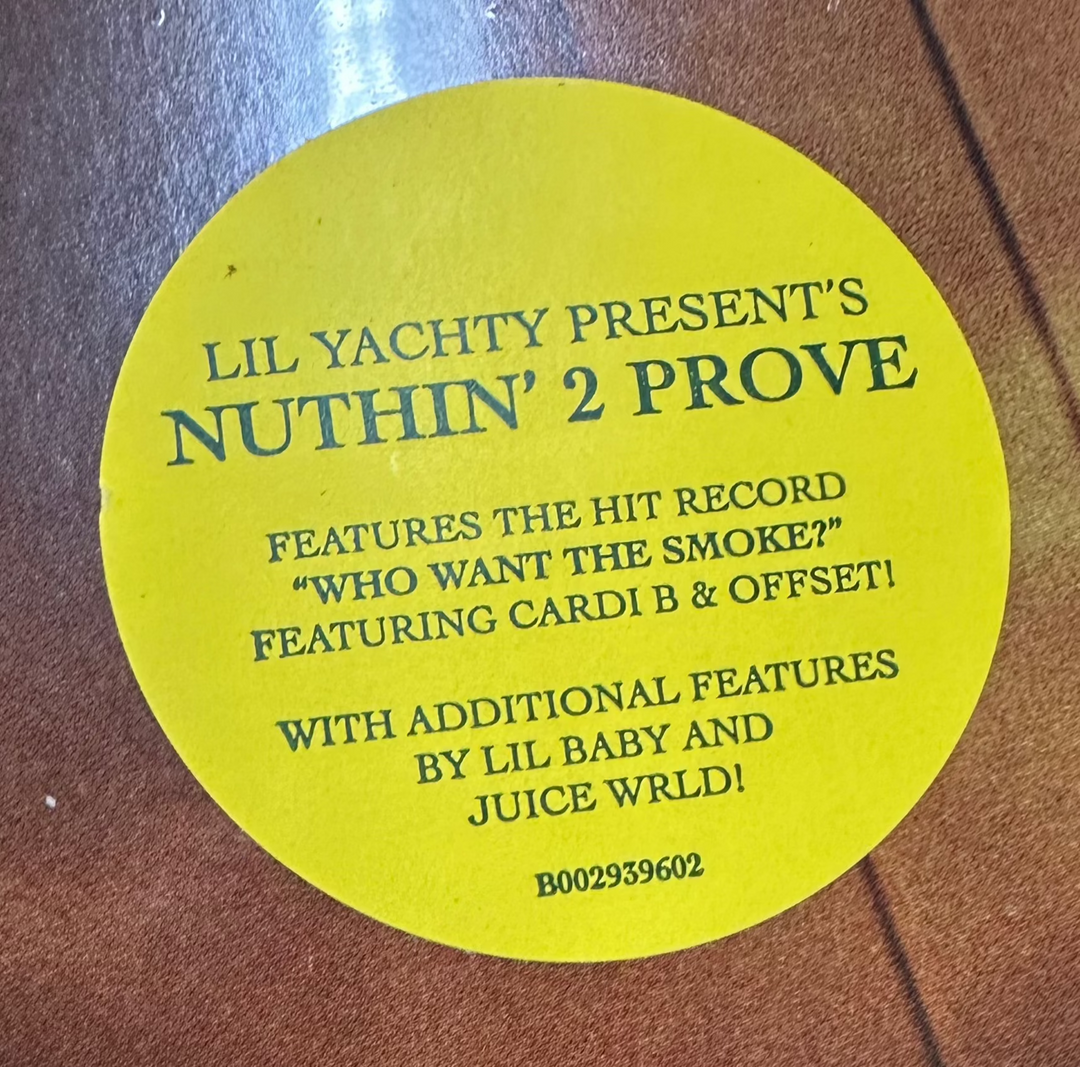 LIL YACHTY PRESENT'S
NUTHIN' 2 PROVE
FEATURES THE HIT RECORD
“WHO WANT THE SMOKE?”
FEATURING CARDI B & OFFSET!
WITH ADDITIONAL FEATURES
BY LIL BABY AND
JUICE WRLD!
B002939602